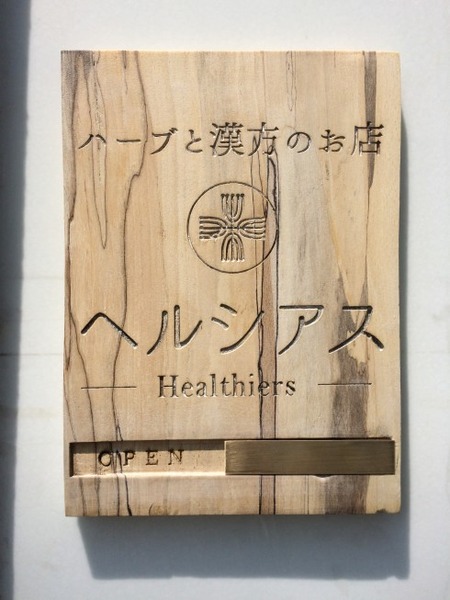 ハーブと漢方のお店
ヘルシアス
Healthiers
OPEN